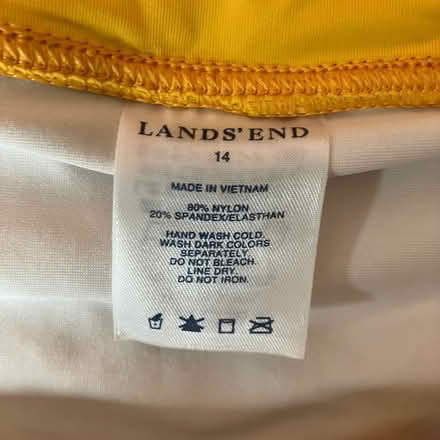 LANDS' END
14
MADE IN VIETNAM
80% NYLON
20% SPANDEX/ELASTHAN
HAND WASH COLD.
WASH DARK COLORS
SEPARATELY.
DO NOT BLEACH.
LINE DRY.
DO NOT IRON.